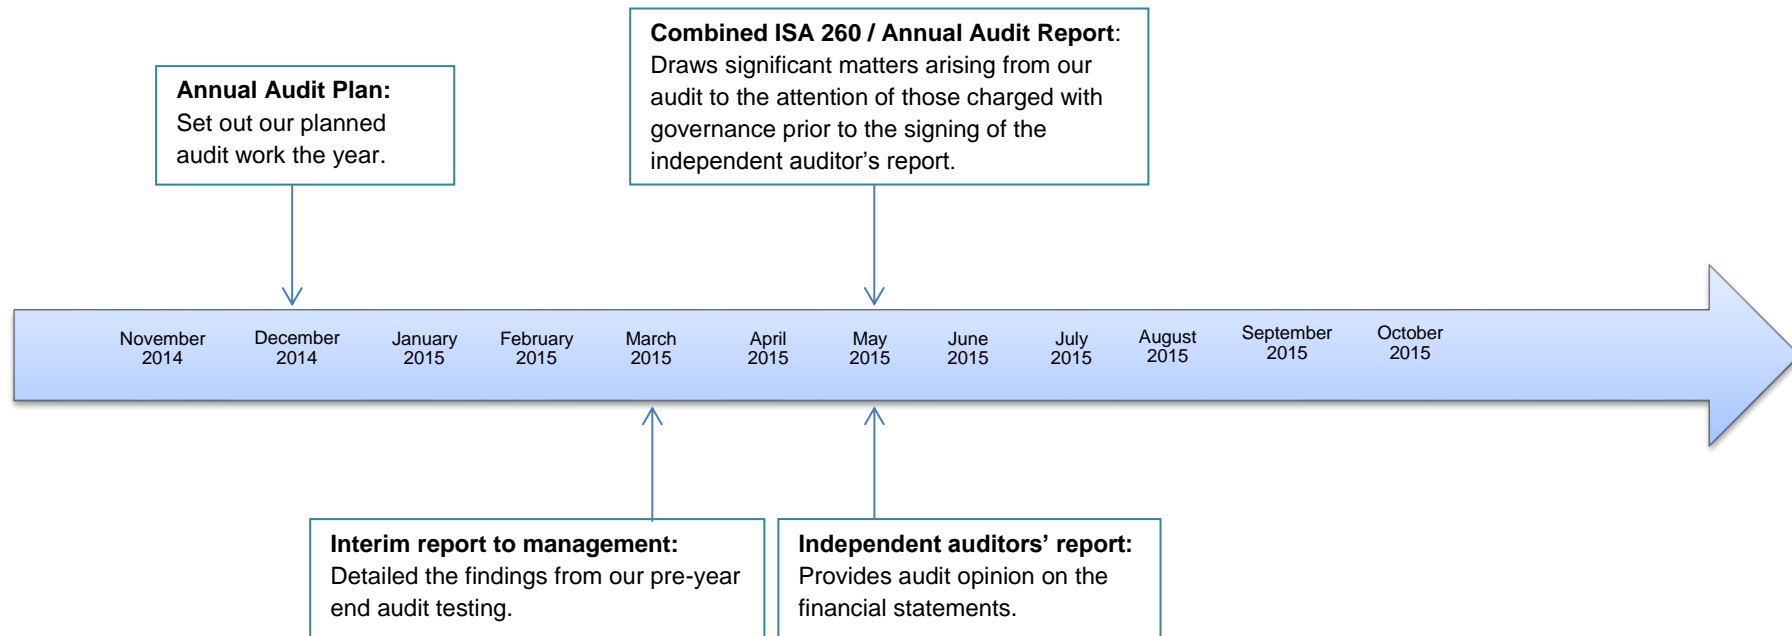 Combined ISA 260 / Annual Audit Report:
Draws significant matters arising from our
audit to the attention of those charged with
governance prior to the signing of the
independent auditor’s report.
Annual Audit Plan:
Set out our planned
audit work the year.
November
2014
December
2014
January
2015
February
2015
March
2015
April
2015
May
2015
June
2015
July
2015
August
2015
September
2015
October
2015
Interim report to management:
Detailed the findings from our pre-year
end audit testing.
Independent auditors’ report:
Provides audit opinion on the
financial statements.